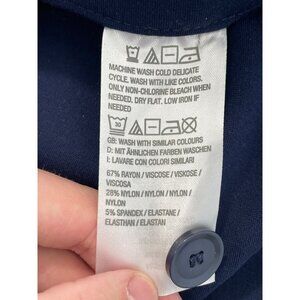 MACHINE WASH COLD DELICATE
CYCLE. WASH WITH LIKE COLORS.
ONLY NON-CHLORINE BLEACH WHEN
NEEDED. DRY FLAT. LOW IRON IF
NEEDED.
30
GB: WASH WITH SIMILAR COLOURS
D: MIT ÄHNLICHEN FARBEN WASCHEN
I: LAVARE CON COLORI SIMILARI
67% RAYON / VISCOSE / VISKOSE /
VISCOSA
28% NYLON / NYLON / NYLON /
NYLON
5% SPANDEX / ELASTANE /
ELASTHAN / ELASTAN